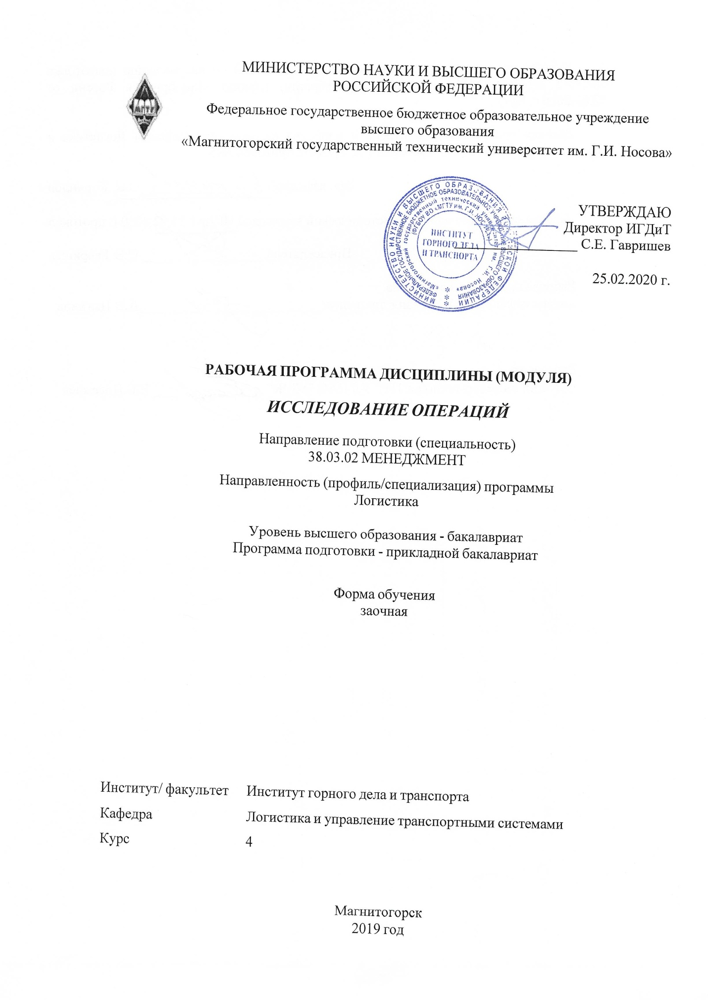 МИНИСТЕРСТВО НАУКИ И ВЫСШЕГО ОБРАЗОВАНИЯ
РОССИЙСКОЙ ФЕДЕРАЦИИ
Федеральное государственное бюджетное образовательное учреждение
высшего образования
«Магнитогорский государственный технический университет им. Г.И. Носова»
МИНИСТЕРСТВО НАУКИ И ВЫСШЕГО ОБРАЗОВАНИЯ РОССИЙСКОЙ ФЕДЕРАЦИИ
ФЕДЕРАЛЬНОЕ ГОСУДАРСТВЕННОЕ БЮДЖЕТНОЕ ОБРАЗОВАТЕЛЬНОЕ УЧРЕЖДЕНИЕ ВЫСШЕГО ОБРАЗОВАНИЯ
«Магнитогорский государственный технический университет им. Г.И. Носова»
(ФГБОУ ВО «МГТУ им. Г.И. НОСОВА»)
ИНСТИТУТ
ГОРНОГО ДЕЛА
И ТРАНСПОРТА
УТВЕРЖДАЮ
Директор ИГДиТ
С.Е. Гавришев
25.02.2020 г.
РАБОЧАЯ ПРОГРАММА ДИСЦИПЛИНЫ (МОДУЛЯ)
ИССЛЕДОВАНИЕ ОПЕРАЦИЙ
Направление подготовки (специальность)
38.03.02 МЕНЕДЖМЕНТ
Направленность (профиль/специализация) программы
Логистика
Уровень высшего образования - бакалавриат
Программа подготовки - прикладной бакалавриат
Форма обучения
заочная
Институт/ факультет Институт горного дела и транспорта
Кафедра Логистика и управление транспортными системами
Курс 4
Магнитогорск
2019 год